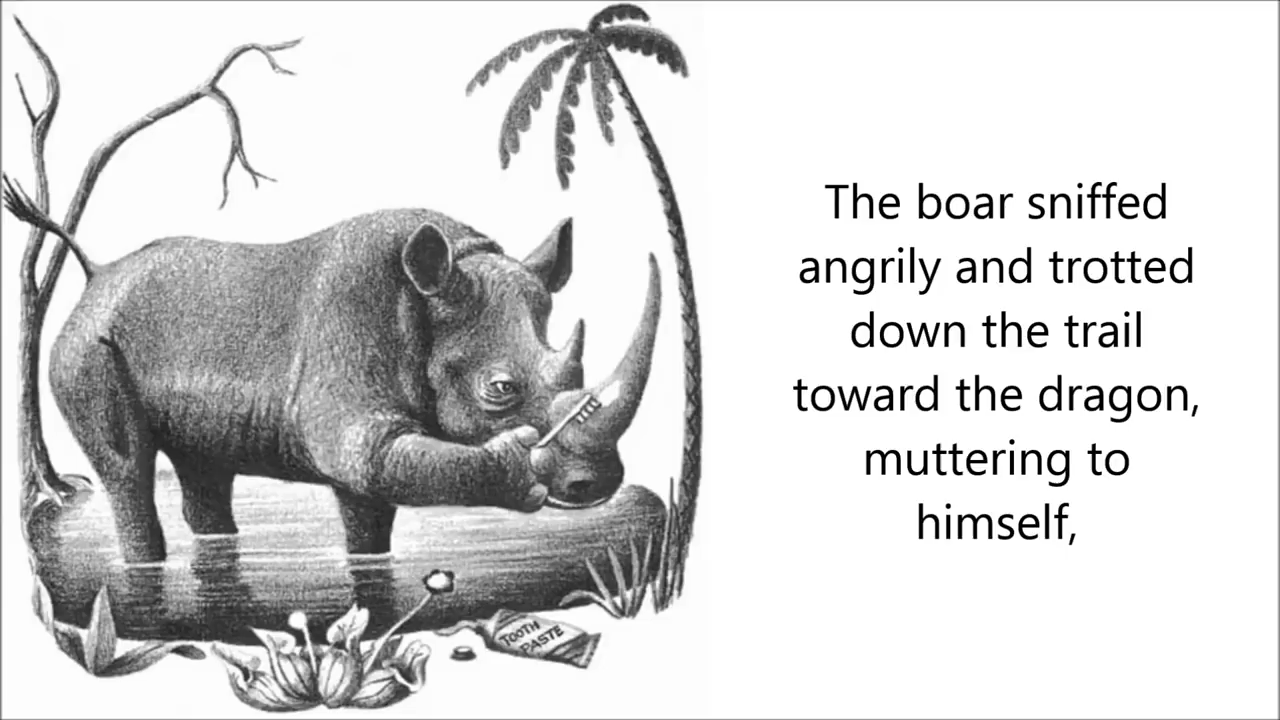 The boar sniffed
angrily and trotted
down the trail
toward the dragon,
muttering to
himself,
TOOTH
PASTE